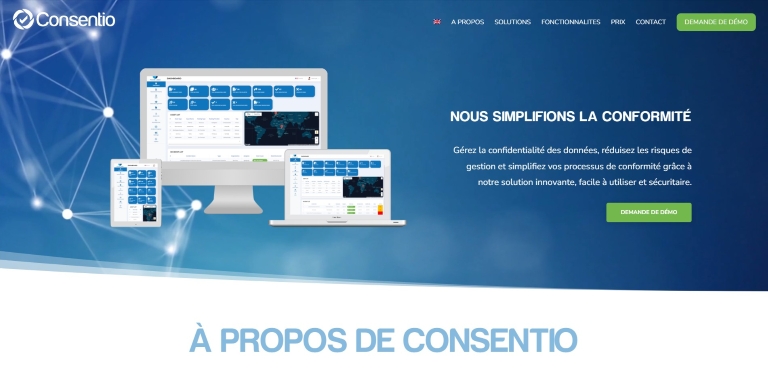 Consentio
A PROPOS
SOLUTIONS
FONCTIONNALITES
PRIX
CONTACT
DEMANDE DE DÉMO
NOUS SIMPLIFIONS LA CONFORMITÉ
Gérez la confidentialité des données, réduisez les risques de
gestion et simplifiez vos processus de conformité grâce à
notre solution innovante, facile à utiliser et sécuritaire.
DEMANDE DE DÉMO
À PROPOS DE CONSENTIO